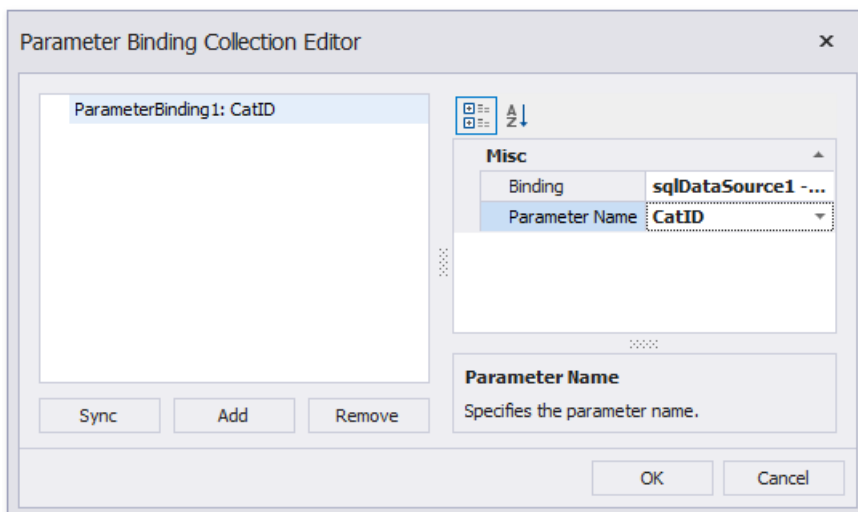 Parameter Binding Collection Editor
ParameterBinding1: CatID
Misc
Binding sqlDataSource1 -...
Parameter Name CatID
Parameter Name
Specifies the parameter name.
Sync Add Remove
OK Cancel